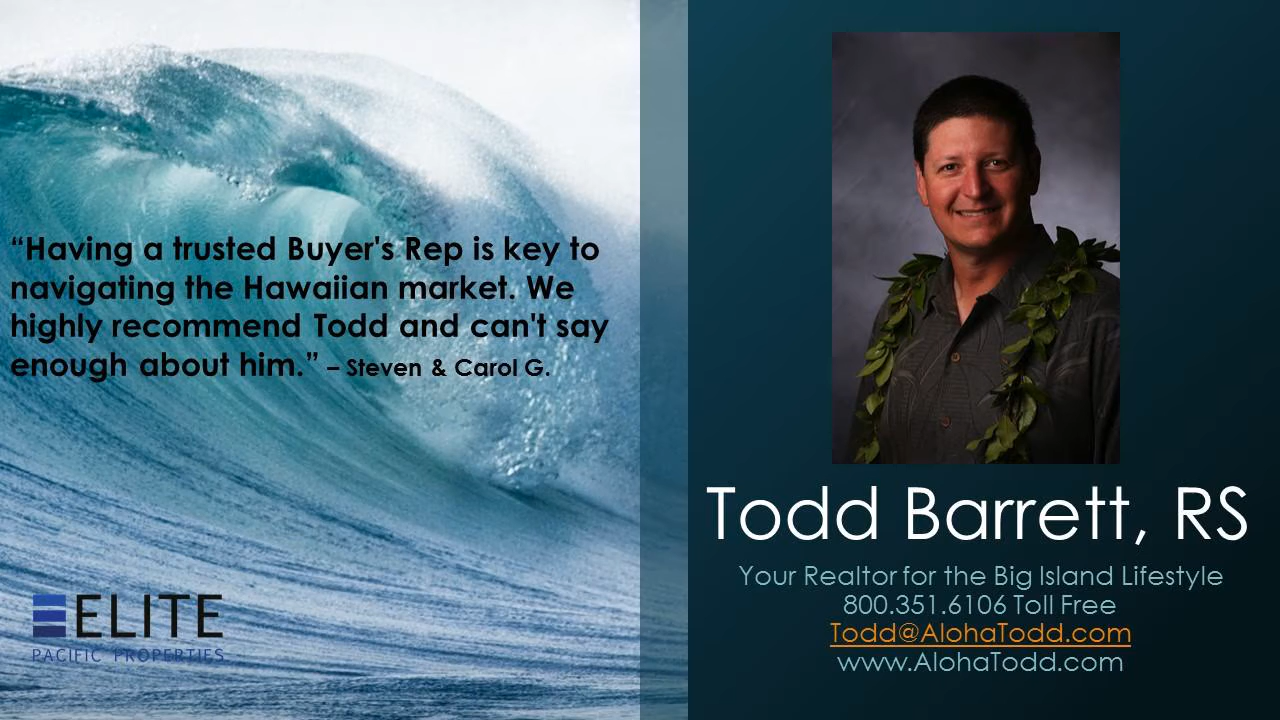 “Having a trusted Buyer's Rep is key to
navigating the Hawaiian market. We
highly recommend Todd and can't say
enough about him.” – Steven & Carol G.
ELITE
PACIFIC PROPERTIES
Todd Barrett, RS
Your Realtor for the Big Island Lifestyle
800.351.6106 Toll Free
Todd@AlohaTodd.com
www.AlohaTodd.com